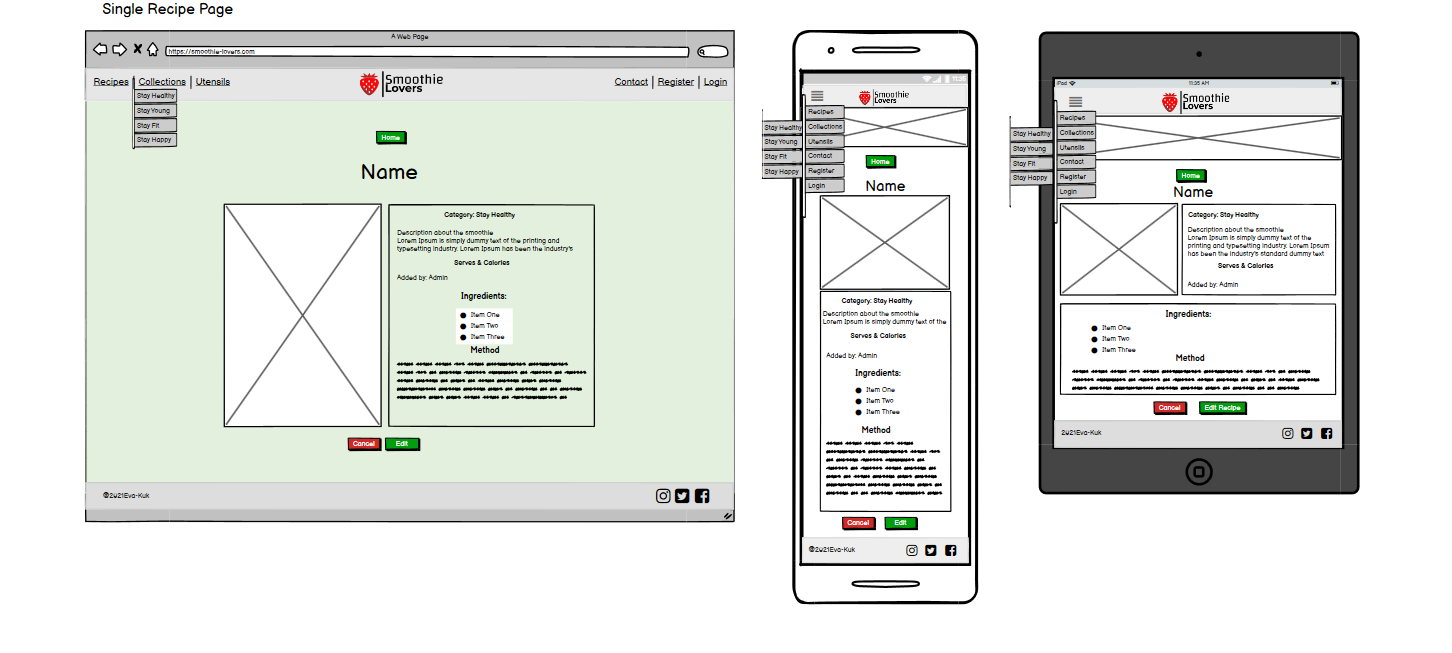 Single Recipe Page
A Web Page
https://smoothie-lovers.com
Recipes | Collections | Utensils
Smoothie
Lovers
Contact | Register | Login
Stay Healthy
Stay Young
Stay Fit
Stay Happy
Home
Name
Category: Stay Healthy
Description about the smoothie
Lorem Ipsum is simply dummy text of the printing and
typesetting industry. Lorem Ipsum has been the industry's
Serves & Calories
Added by: Admin
Ingredients:
Item One
Item Two
Item Three
Method
Cancel
Edit
©2021Eva-Kuk
11:35
Smoothie
Lovers
Recipes
Collections
Utensils
Contact
Register
Login
Stay Healthy
Stay Young
Stay Fit
Stay Happy
Home
Name
Category: Stay Healthy
Description about the smoothie
Lorem Ipsum is simply dummy text of the
Serves & Calories
Added by: Admin
Ingredients:
Item One
Item Two
Item Three
Method
Cancel
Edit
©2021Eva-Kuk
iPad
11:35 AM
Smoothie
Lovers
Recipes
Collections
Utensils
Contact
Register
Login
Stay Healthy
Stay Young
Stay Fit
Stay Happy
Home
Name
Category: Stay Healthy
Description about the smoothie
Lorem Ipsum is simply dummy text of the
printing and typesetting industry. Lorem Ipsum
has been the industry's standard dummy text
Serves & Calories
Added by: Admin
Ingredients:
Item One
Item Two
Item Three
Method
Cancel
Edit Recipe
2021Eva-Kuk